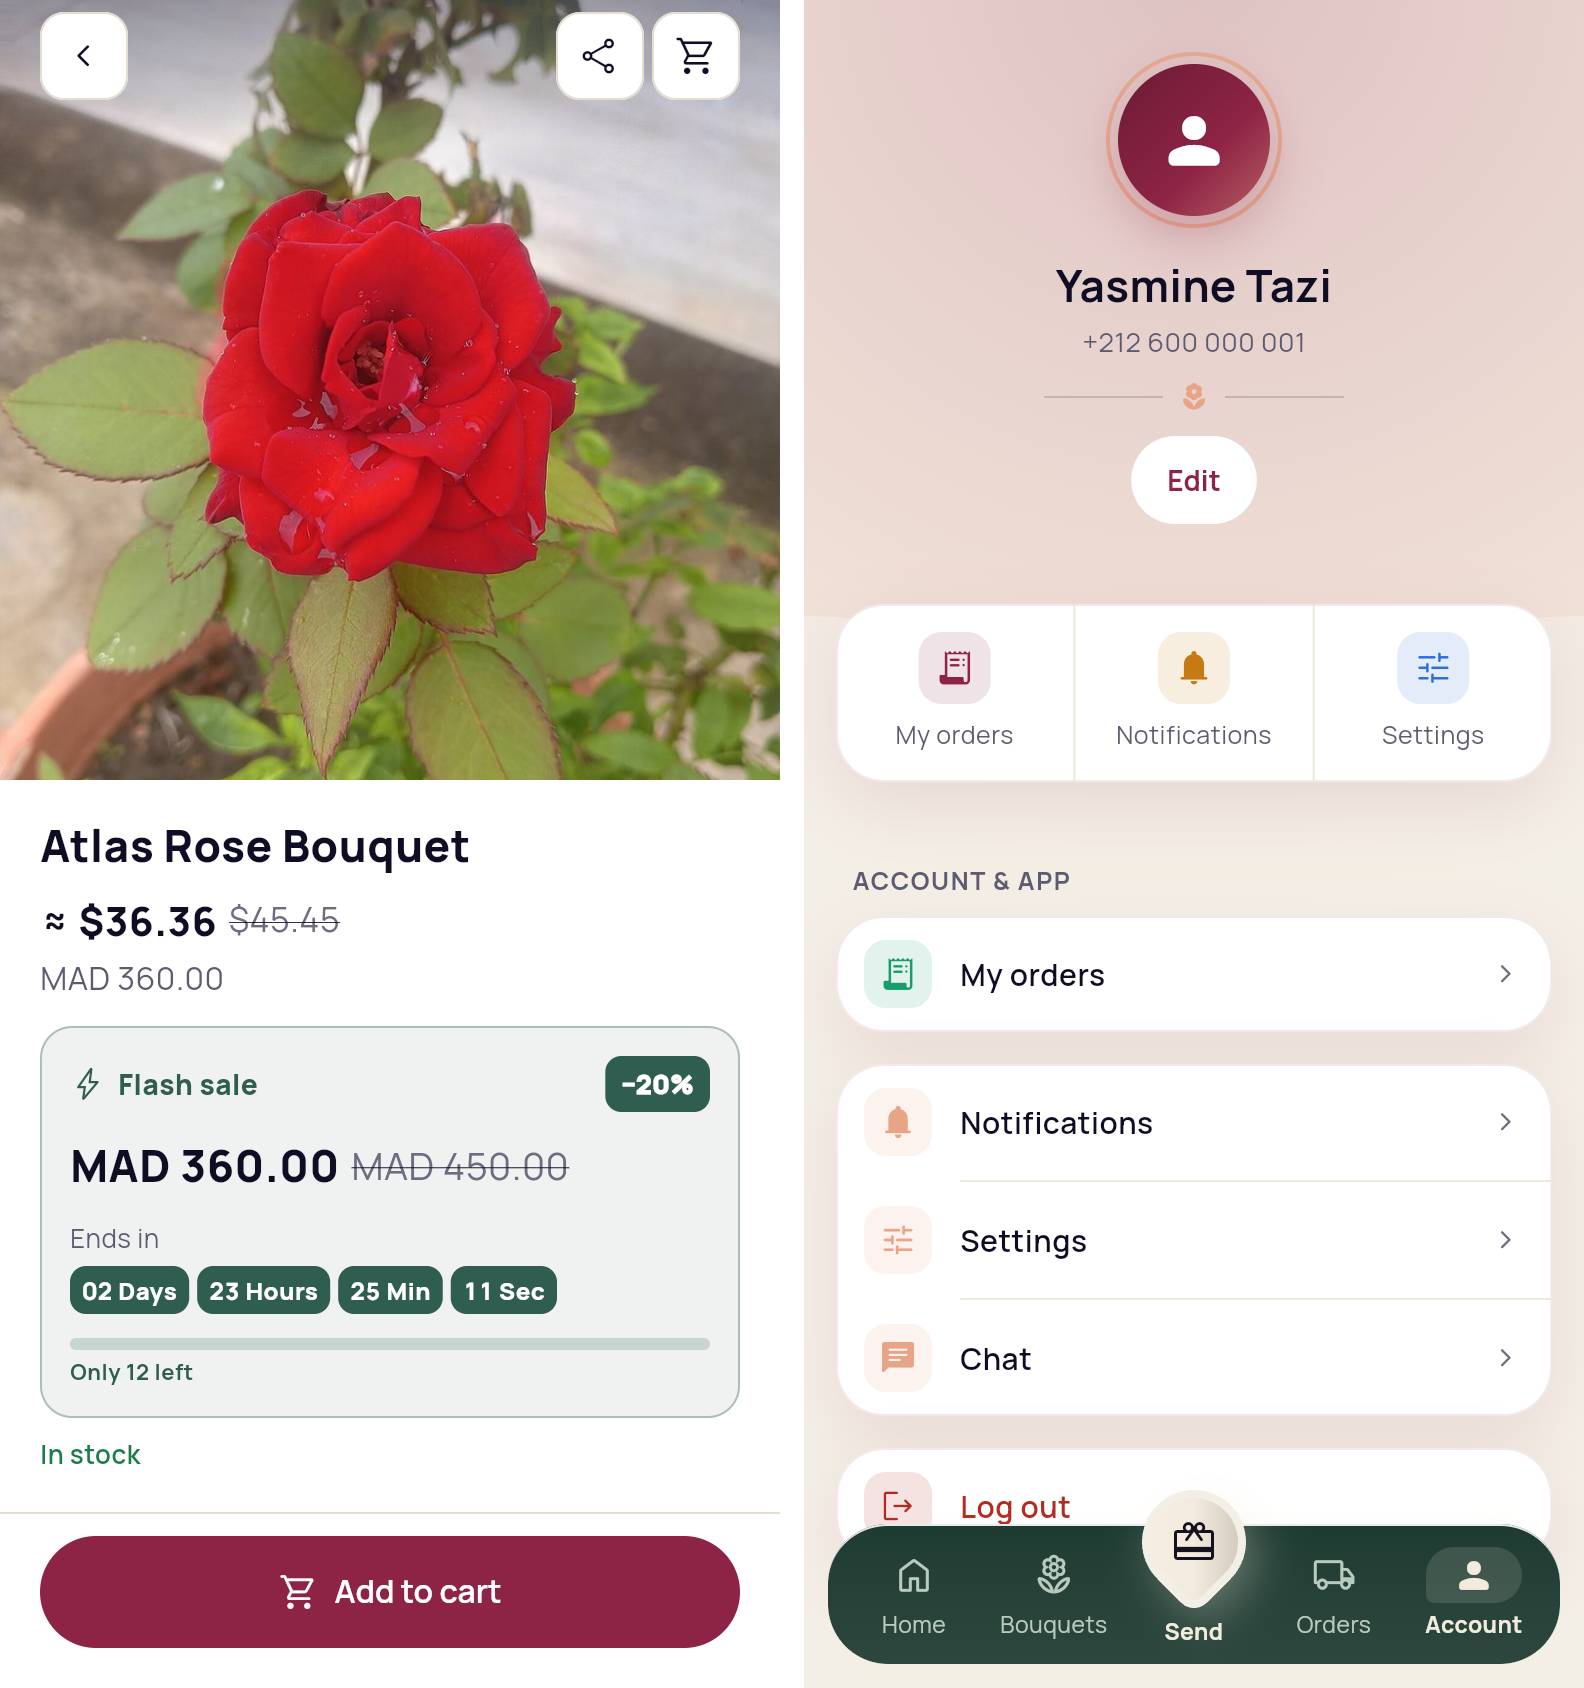 Atlas Rose Bouquet
≈ $36.36 $45.45
MAD 360.00
Flash sale
-20%
MAD 360.00 MAD 450.00
Ends in
02 Days 23 Hours 25 Min 11 Sec
Only 12 left
In stock
Add to cart
Yasmine Tazi
+212 600 000 001
Edit
My orders
Notifications
Settings
ACCOUNT & APP
My orders
Notifications
Settings
Chat
Log out
Home
Bouquets
Send
Orders
Account